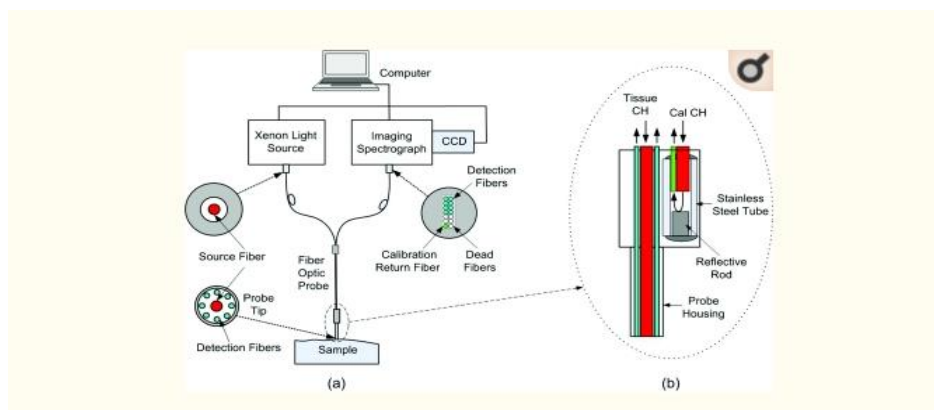 Computer
Xenon Light
Source
Imaging
Spectrograph
CCD
Detection
Fibers
Source Fiber
Fiber
Optic
Probe
Calibration
Return Fiber
Dead
Fibers
Probe
Tip
Detection Fibers
Sample
(a)
Tissue
CH
Cal CH
Stainless
Steel Tube
Reflective
Rod
Probe
Housing
(b)